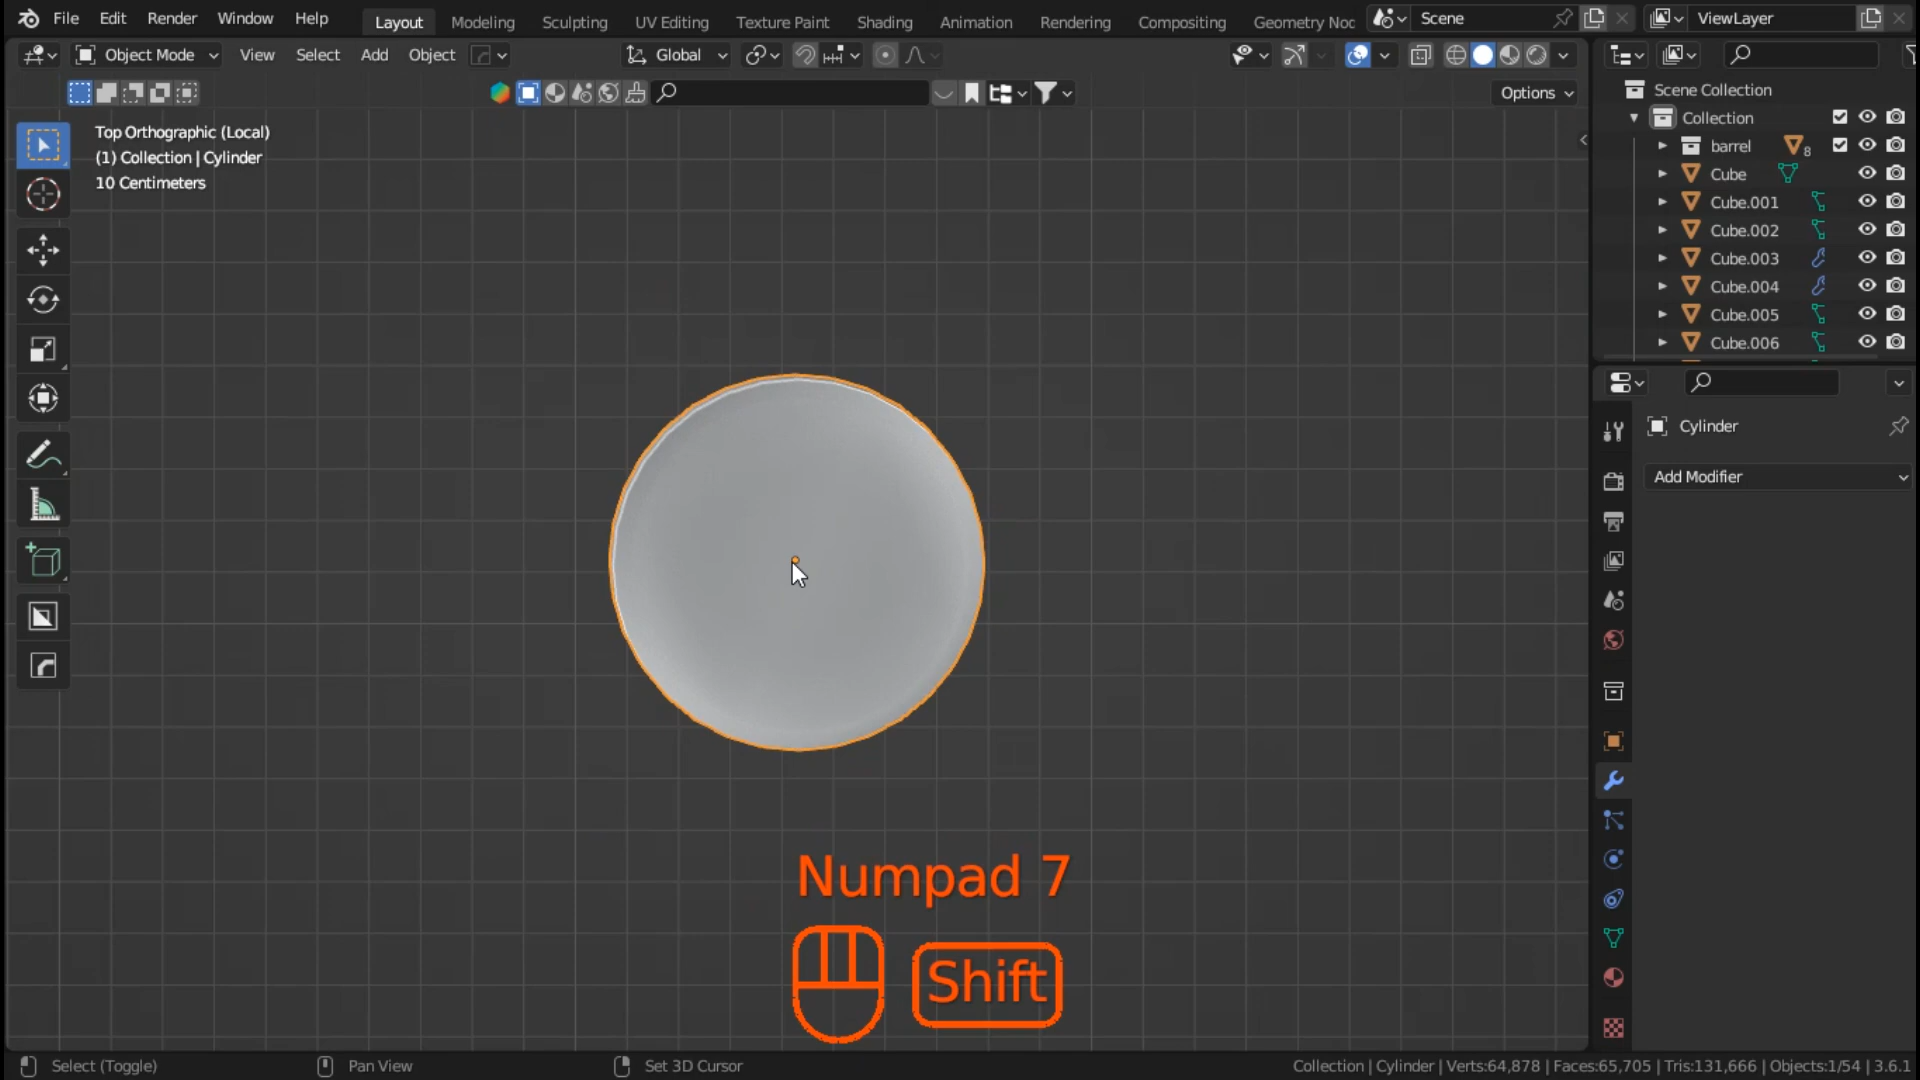 File Edit Render Window Help Layout Modeling Sculpting UV Editing Texture Paint Shading Animation Rendering Compositing Geometry Noc Scene ViewLayer
Object Mode View Select Add Object Global
Options
Top Orthographic (Local)
(1) Collection | Cylinder
10 Centimeters
Scene Collection
Collection
barrel 8
Cube
Cube.001
Cube.002
Cube.003
Cube.004
Cube.005
Cube.006
Cylinder
Add Modifier
Numpad 7
Shift
Select (Toggle) Pan View Set 3D Cursor Collection | Cylinder | Verts:64,878 | Faces:65,705 | Tris:131,666 | Objects:1/54 | 3.6.1